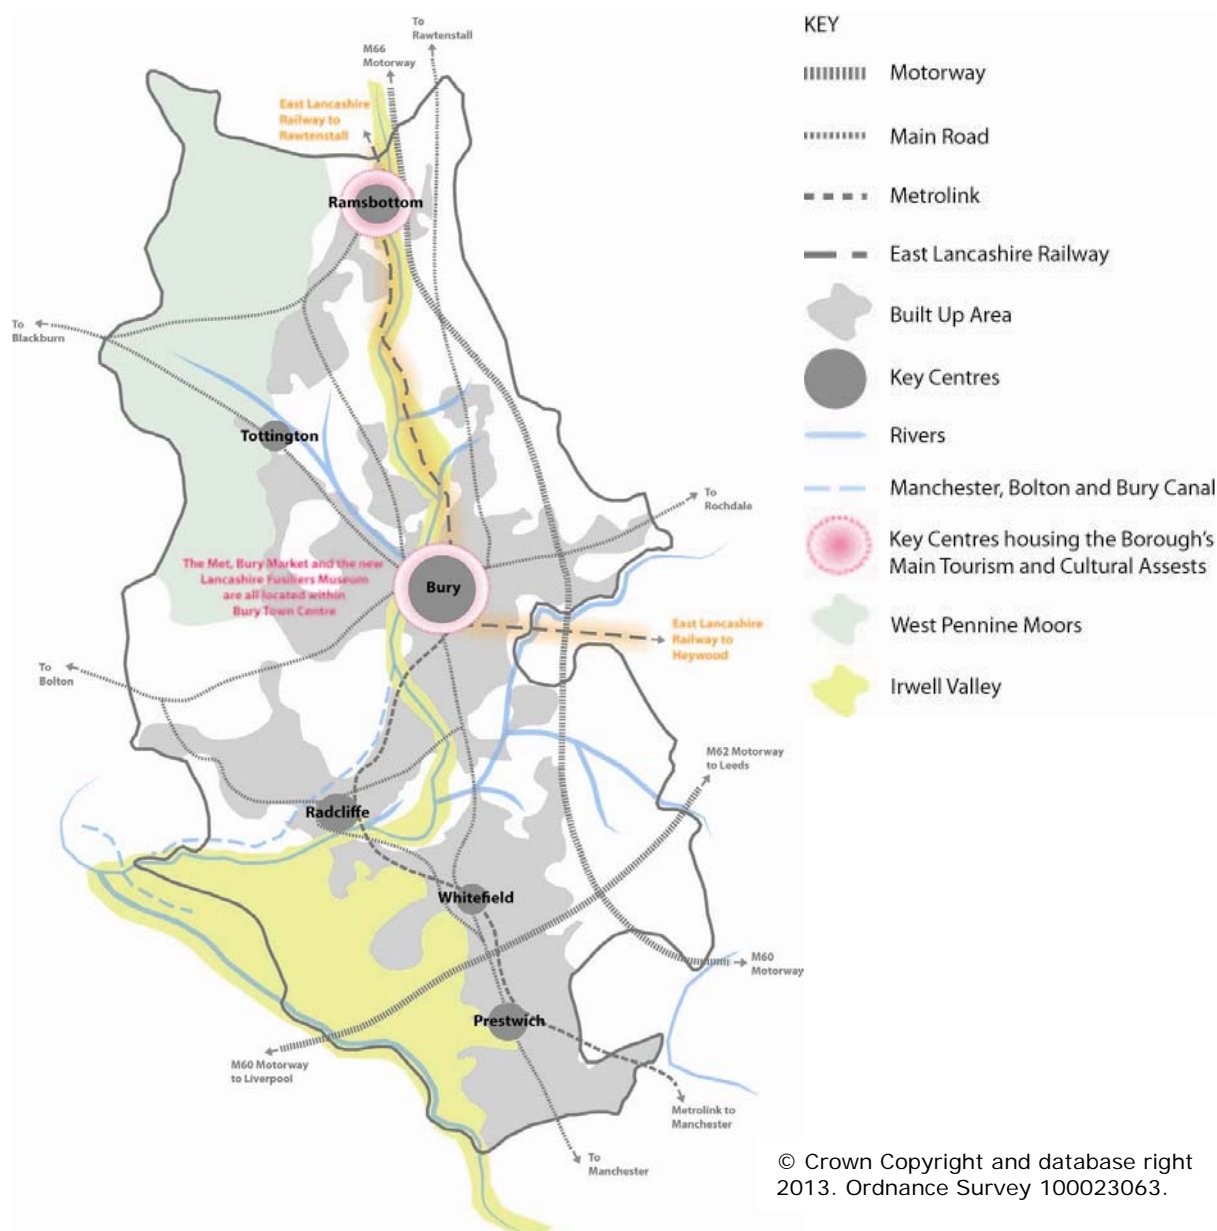 To
Rawtenstall
M66
Motorway
East Lancashire
Railway to
Rawtenstall
Ramsbottom
To
Blackburn
Tottington
To
Rochdale
The Met, Bury Market and the new
Lancashire Fusiliers Museum
are all located within
Bury Town Centre
Bury
East Lancashire
Railway to
Heywood
To
Bolton
M62 Motorway
to Leeds
Radcliffe
Whitefield
M60
Motorway
Prestwich
M60 Motorway
to Liverpool
Metrolink to
Manchester
To
Manchester
KEY
Motorway
Main Road
Metrolink
East Lancashire Railway
Built Up Area
Key Centres
Rivers
Manchester, Bolton and Bury Canal
Key Centres housing the Borough's
Main Tourism and Cultural Assests
West Pennine Moors
Irwell Valley
© Crown Copyright and database right
2013. Ordnance Survey 100023063.